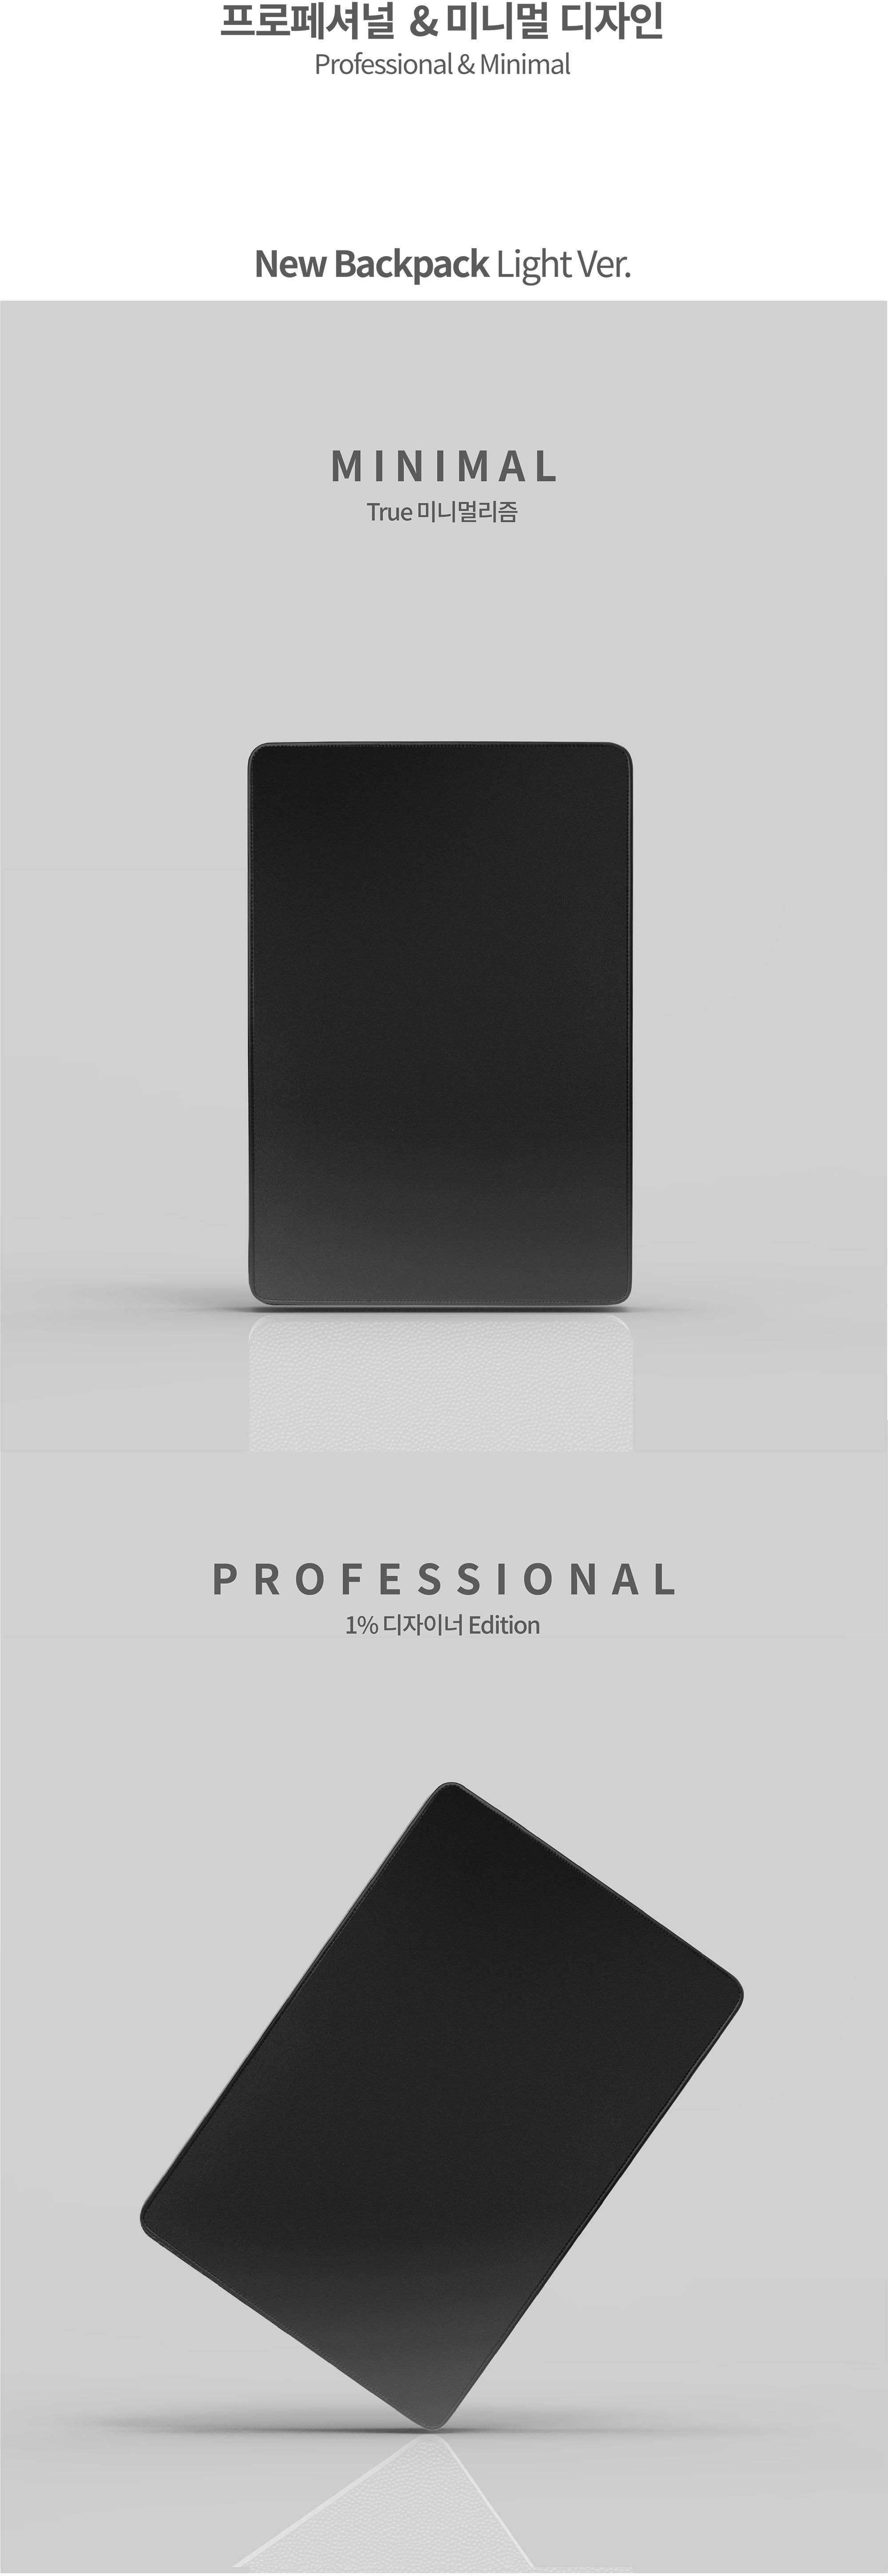 프로페셔널 & 미니멀 디자인
Professional & Minimal
New Backpack Light Ver.
MINIMAL
True 미니멀리즘
PROFESSIONAL
1% 디자이너 Edition